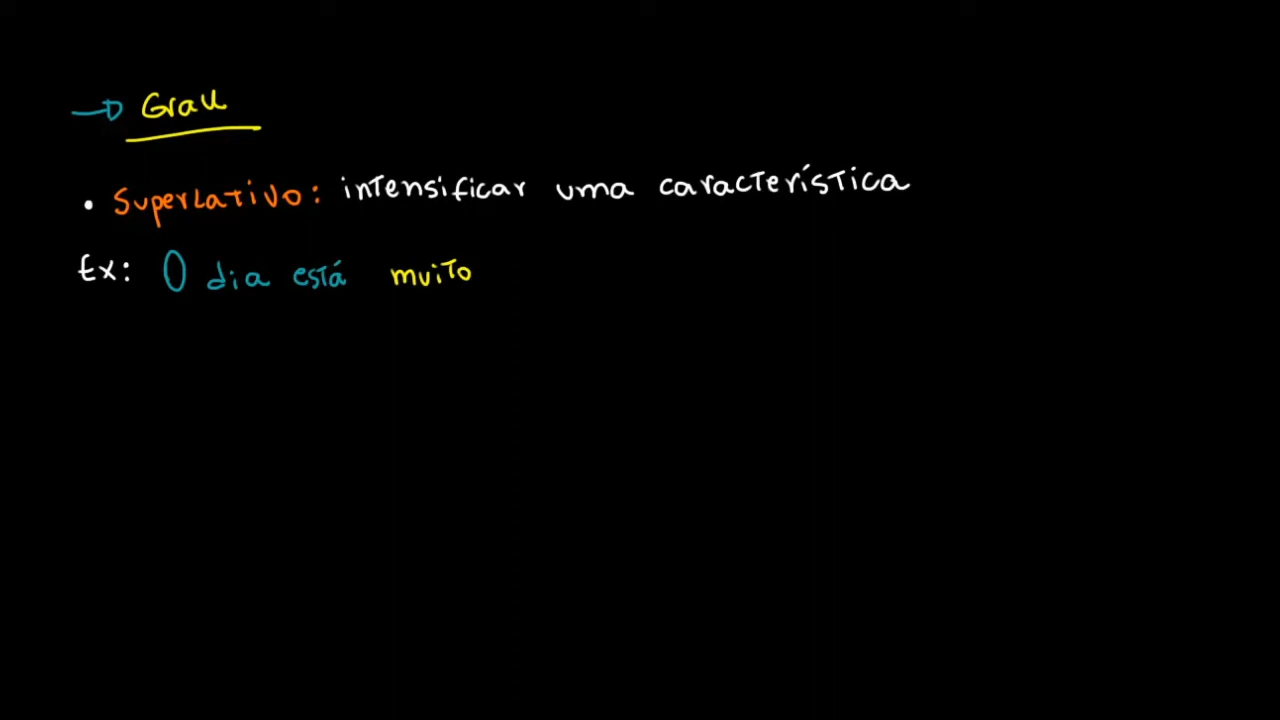 Grau
• Superlativo: intensificar uma característica
Ex: O dia está muito